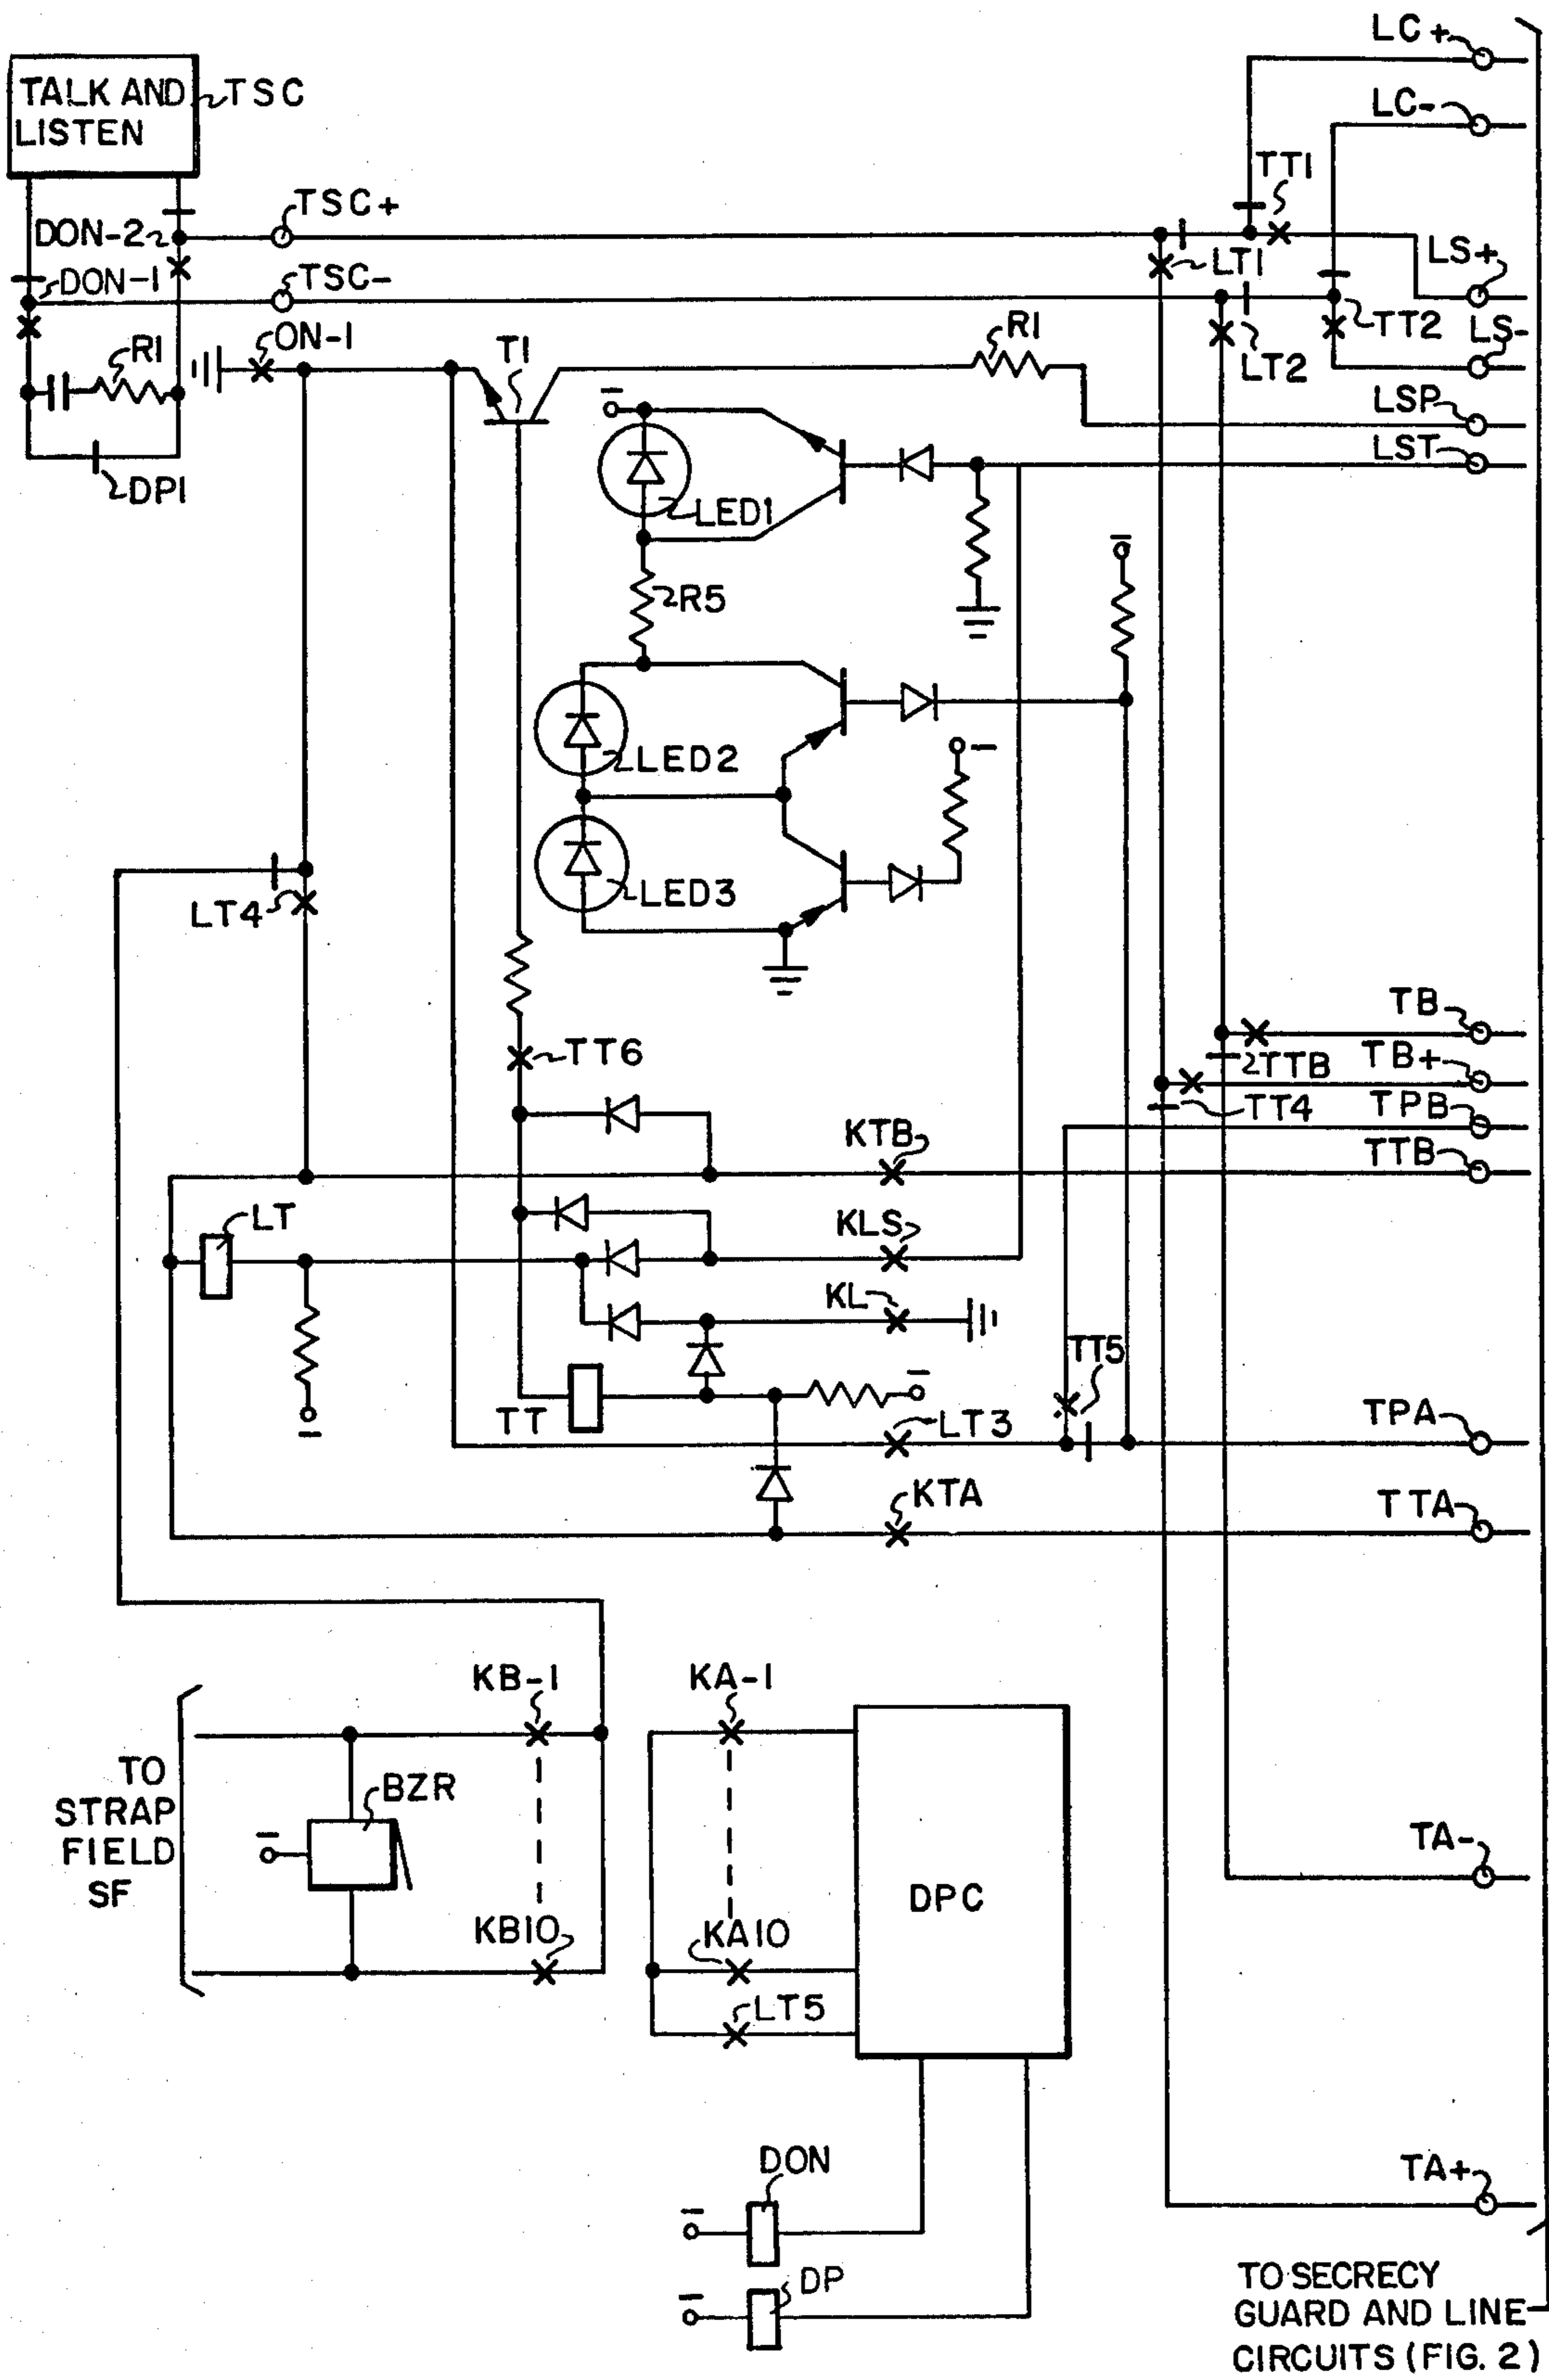 LC+
TALK AND
LISTEN
TSC
LC-
TT1
TSC+
DON-2
LT1
LS+
DON-1
TSC-
TT2
LS-
R1
ON-1
T1
R1
LT2
LSP
LST
DP1
LED1
R5
LED2
LED3
LT4
TB
TT6
TTB
TB+
TT4
TPB
KTB
TTB
LT
KLS
KL
TT5
TT
LT3
TPA
KTA
TTA
KB-1
KA-1
TO
STRAP
FIELD
SF
BZR
TA-
DPC
KB10
KA10
LT5
DON
TA+
DP
TO SECRECY
GUARD AND LINE
CIRCUITS (FIG. 2)